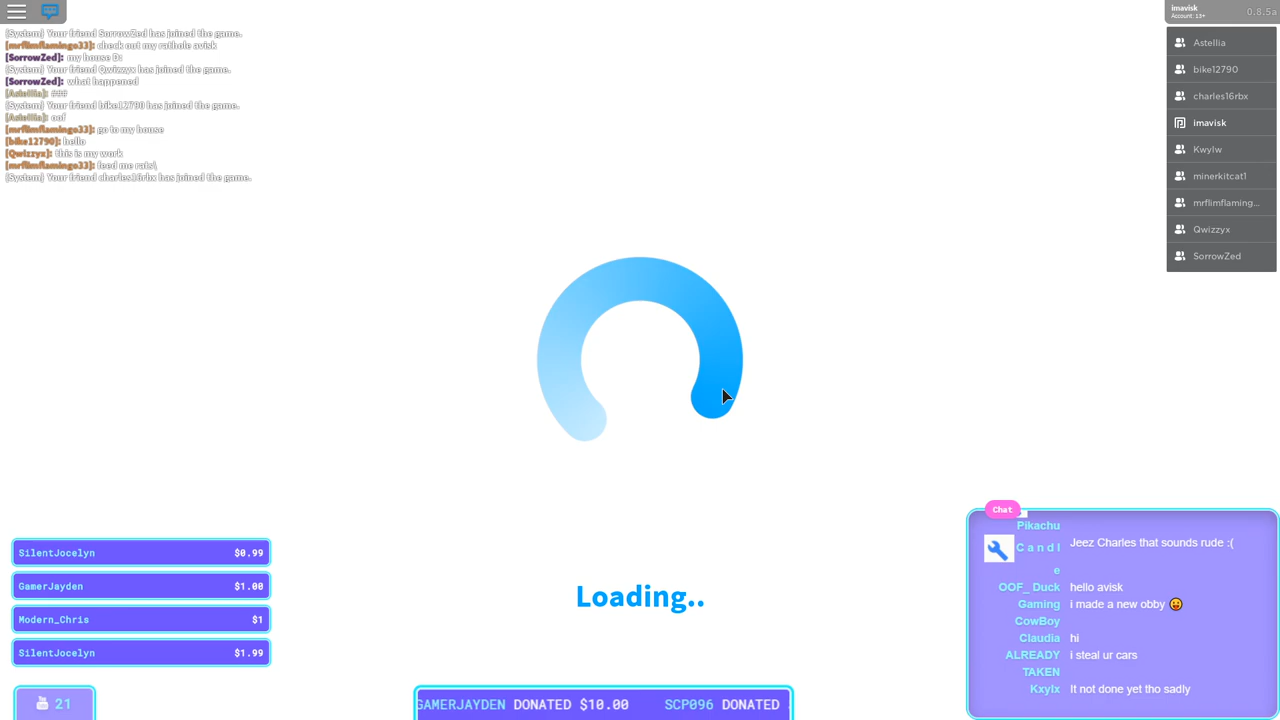 imavisk
Account: 13+
0.8.5a
{System} Your friend SorrowZed has joined the game.
[mrflimflamingo33]: check out my rathole avisk
[SorrowZed]: my house D:
{System} Your friend Qwizzyx has joined the game.
[SorrowZed]: what happened
[Astellia]: ###
{System} Your friend bike12790 has joined the game.
[Astellia]: oof
[mrflimflamingo33]: go to my house
[bike12790]: hello
[Qwizzyx]: this is my work
[mrflimflamingo33]: feed me rats\
{System} Your friend charles16rbx has joined the game.
Astellia
bike12790
charles16rbx
imavisk
Kwylw
minerkitcat1
mrflimflaming...
Qwizzyx
SorrowZed
Loading..
SilentJocelyn $0.99
GamerJayden $1.00
Modern_Chris $1
SilentJocelyn $1.99
21
GAMERJAYDEN DONATED $10.00 SCP096 DONATED
Chat
Pikachu
C a n d l Jeez Charles that sounds rude :(
e
OOF_ Duck hello avisk
Gaming i made a new obby 😛
CowBoy
Claudia hi
ALREADY i steal ur cars
TAKEN
Kxylx It not done yet tho sadly